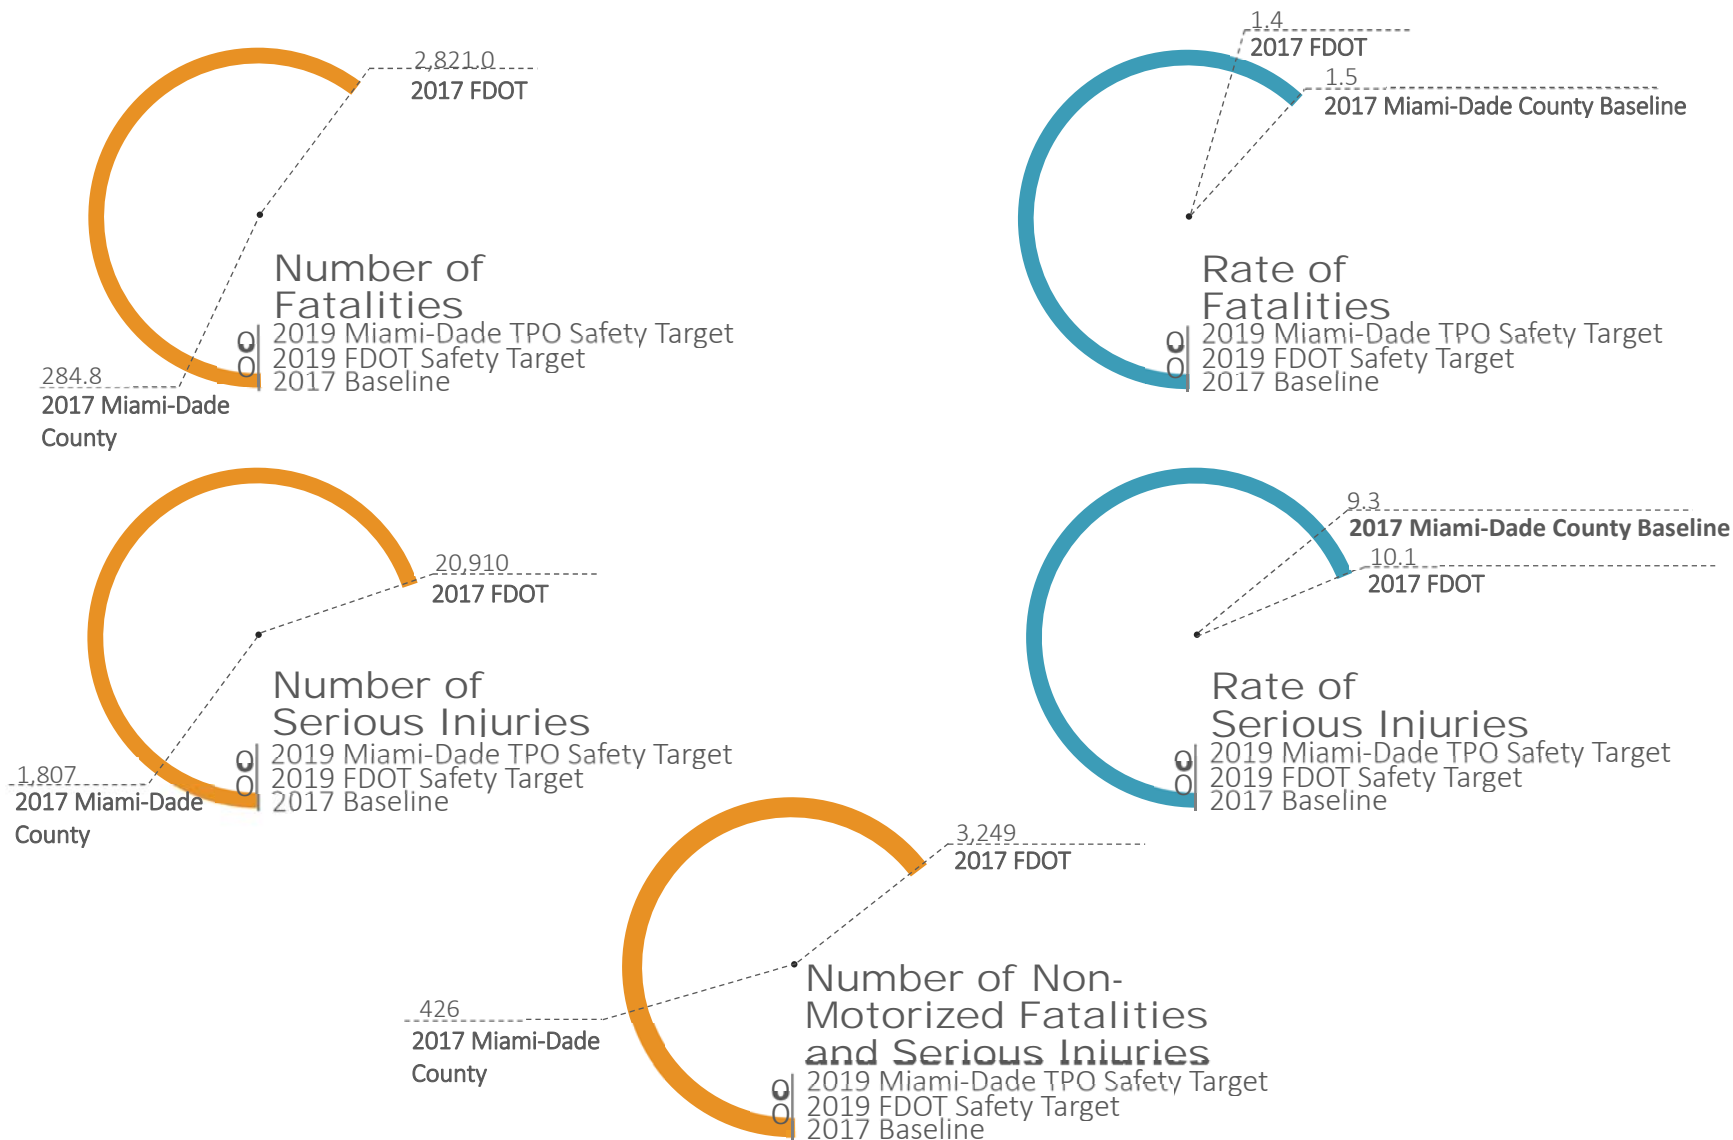 2,821.0
2017 FDOT
Number of
Fatalities
0 2019 Miami-Dade TPO Safety Target
0 2019 FDOT Safety Target
2017 Baseline
284.8
2017 Miami-Dade
County
1.4
2017 FDOT
1.5
2017 Miami-Dade County Baseline
Rate of
Fatalities
0 2019 Miami-Dade TPO Safety Target
0 2019 FDOT Safety Target
2017 Baseline
20,910
2017 FDOT
Number of
Serious Injuries
0 2019 Miami-Dade TPO Safety Target
0 2019 FDOT Safety Target
2017 Baseline
1,807
2017 Miami-Dade
County
9.3
2017 Miami-Dade County Baseline
10.1
2017 FDOT
Rate of
Serious Injuries
0 2019 Miami-Dade TPO Safety Target
0 2019 FDOT Safety Target
2017 Baseline
3,249
2017 FDOT
426
2017 Miami-Dade
County
Number of Non-
Motorized Fatalities
and Serious Injuries
0 2019 Miami-Dade TPO Safety Target
0 2019 FDOT Safety Target
2017 Baseline